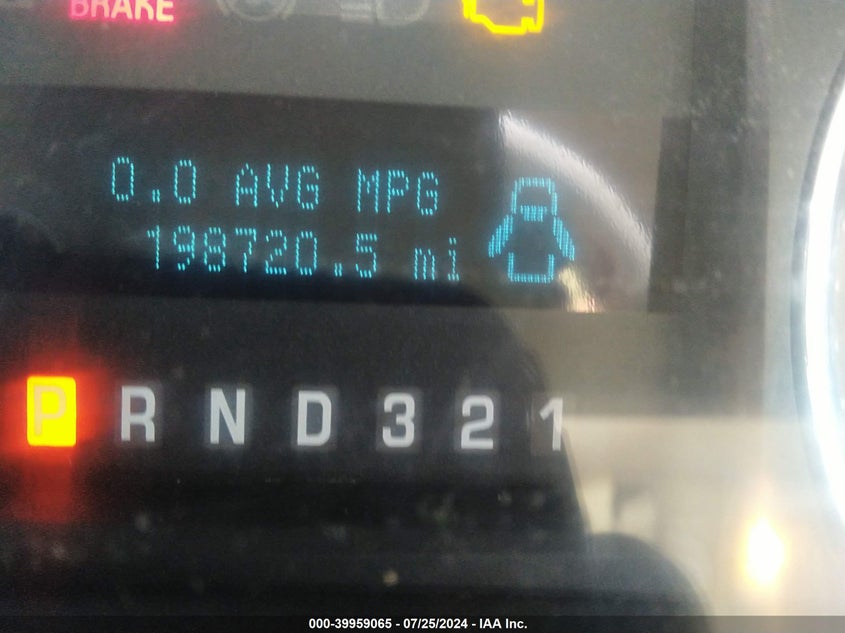 BRAKE
0.0 AVG MPG
198720.5 mi
P R N D 3 2 1
000-39959065 - 07/25/2024 - IAA Inc.